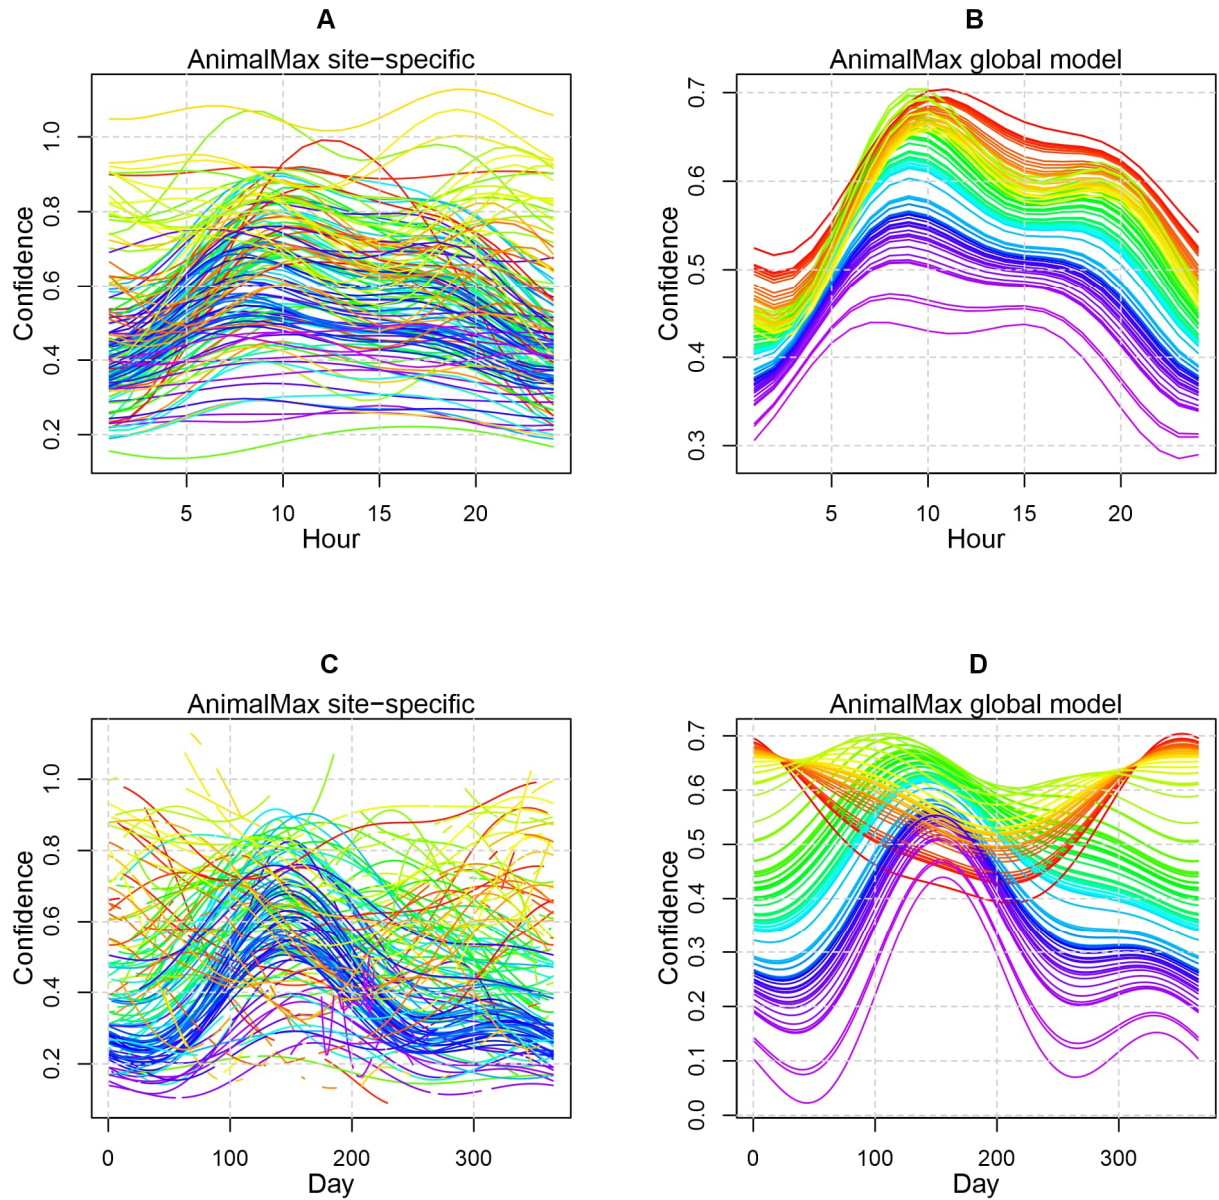 A
AnimalMax site−specific
Confidence
0.2
0.4
0.6
0.8
1.0
5
10
15
20
Hour
B
AnimalMax global model
Confidence
0.3
0.4
0.5
0.6
0.7
5
10
15
20
Hour
C
AnimalMax site−specific
Confidence
0.2
0.4
0.6
0.8
1.0
0
100
200
300
Day
D
AnimalMax global model
Confidence
0.0
0.1
0.2
0.3
0.4
0.5
0.6
0.7
0
100
200
300
Day